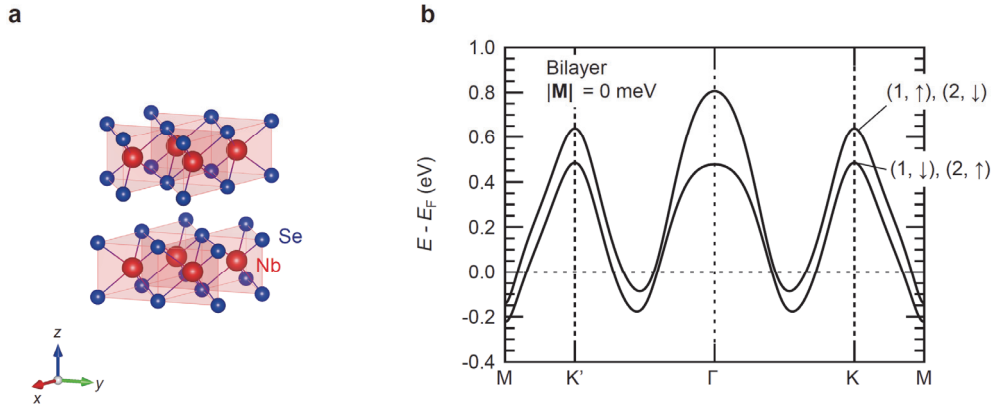 a
Se
Nb
z
x
y
b
E - E_F (eV)
1.0
0.8
0.6
0.4
0.2
0.0
-0.2
-0.4
Bilayer
|M| = 0 meV
(1, ↑), (2, ↓)
(1, ↓), (2, ↑)
M
K'
Γ
K
M